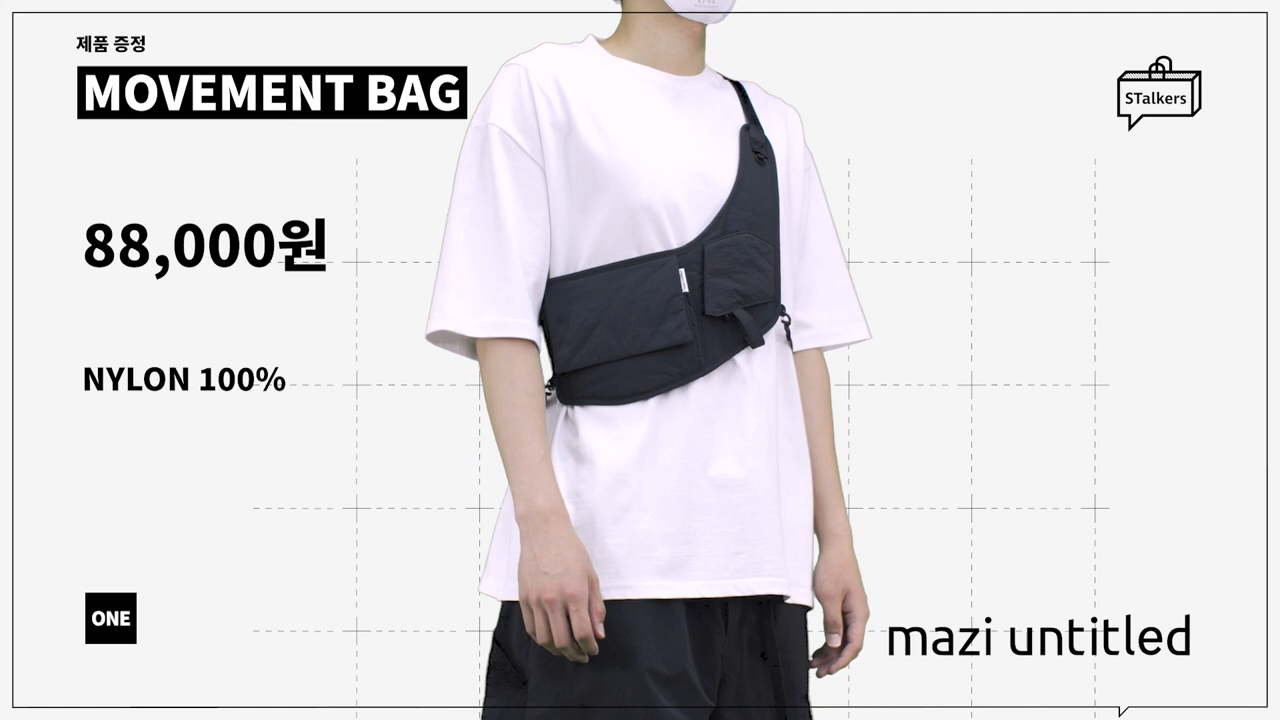 제품 증정
MOVEMENT BAG
STalkers
88,000원
NYLON 100%
ONE
mazi untitled